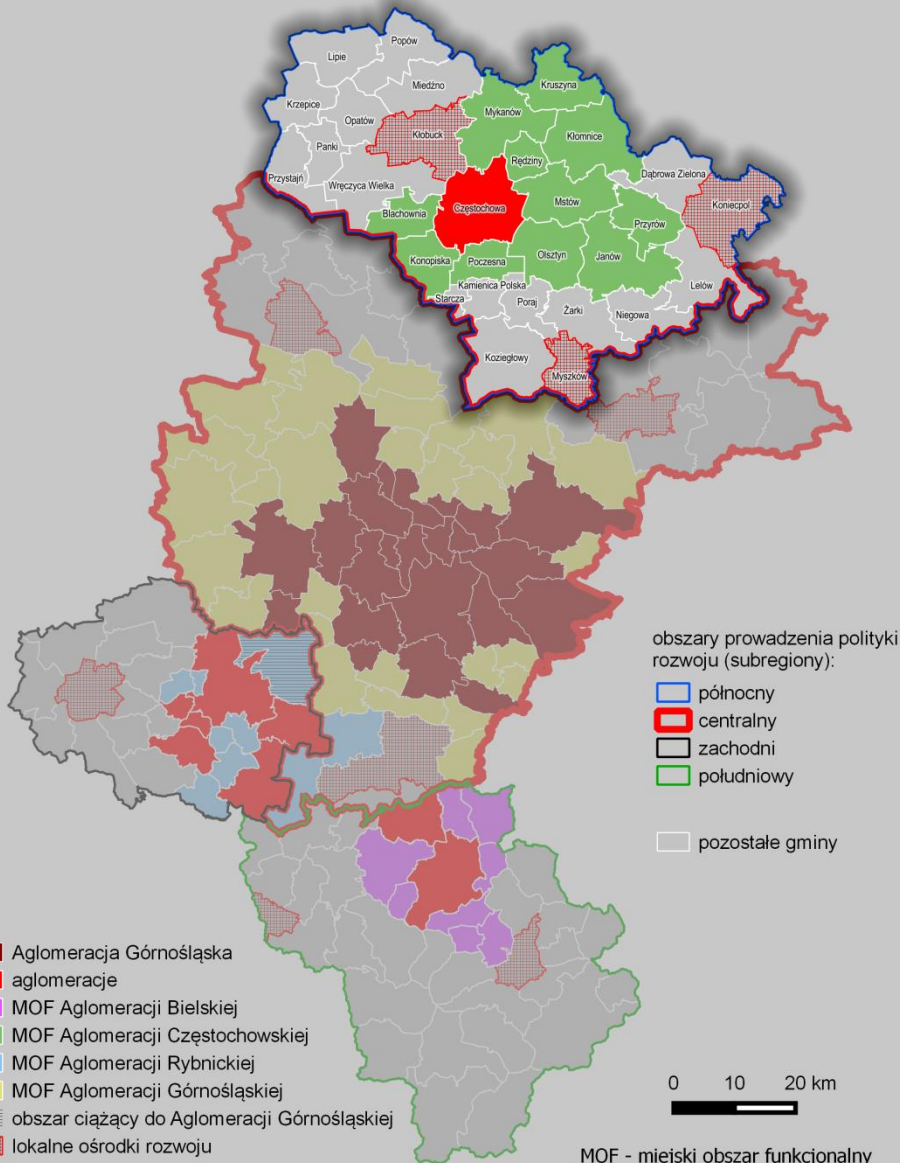 Popów
Lipie
Miedźno
Kruszyna
Krzepice
Mykanów
Opatów
Kłobuck
Kłomnice
Panki
Rędziny
Dąbrowa Zielona
Przystajń
Wręczyca Wielka
Koniecpol
Częstochowa
Mstów
Blachownia
Przyrów
Konopiska
Poczesna
Olsztyn
Janów
Kamienica Polska
Lelów
Starcza
Poraj
Żarki
Niegowa
Koziegłowy
Myszków
obszary prowadzenia polityki
rozwoju (subregiony):
północny
centralny
zachodni
południowy
pozostałe gminy
Aglomeracja Górnośląska
aglomeracje
MOF Aglomeracji Bielskiej
MOF Aglomeracji Częstochowskiej
MOF Aglomeracji Rybnickiej
MOF Aglomeracji Górnośląskiej
obszar ciążący do Aglomeracji Górnośląskiej
lokalne ośrodki rozwoju
0 10 20 km
MOF - miejski obszar funkcjonalny